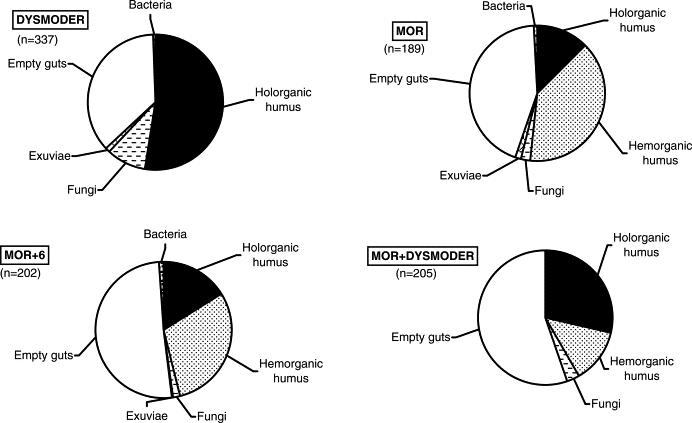 DYSMODER
(n=337)
Bacteria
Empty guts
Holorganic
humus
Exuviae
Fungi
MOR
(n=189)
Bacteria
Holorganic
humus
Empty guts
Hemorganic
humus
Exuviae
Fungi
MOR+6
(n=202)
Bacteria
Holorganic
humus
Empty guts
Hemorganic
humus
Exuviae
Fungi
MOR+DYSMODER
(n=205)
Holorganic
humus
Empty guts
Hemorganic
humus
Fungi